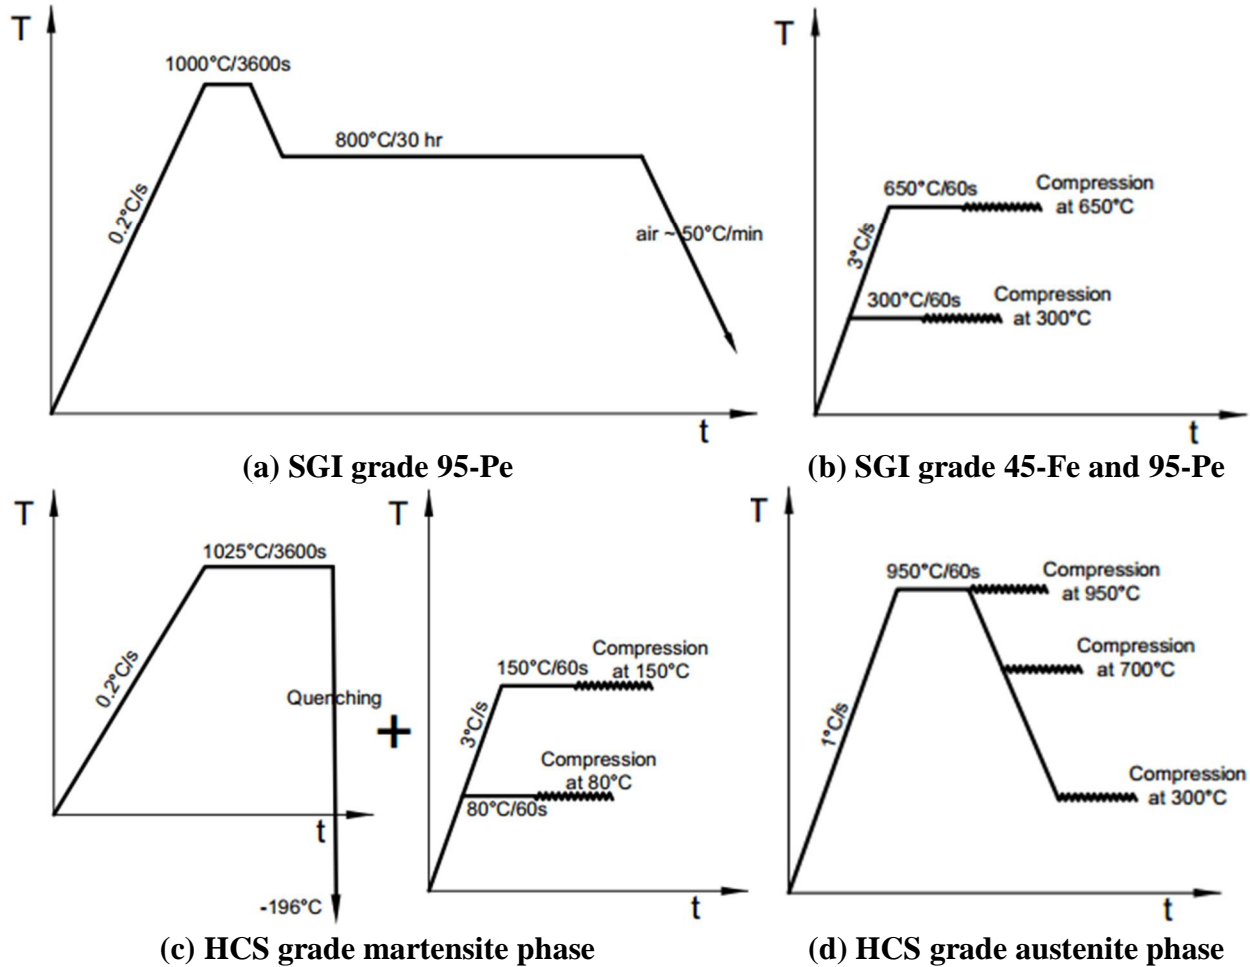 T
1000°C/3600s
800°C/30 hr
0.2°C/s
air ~ 50°C/min
t
(a) SGI grade 95-Pe
T
650°C/60s
Compression
at 650°C
3°C/s
300°C/60s
Compression
at 300°C
t
(b) SGI grade 45-Fe and 95-Pe
T
1025°C/3600s
0.2°C/s
Quenching
t
-196°C
+
T
150°C/60s
Compression
at 150°C
3°C/s
Compression
at 80°C
80°C/60s
t
(c) HCS grade martensite phase
T
950°C/60s
Compression
at 950°C
Compression
at 700°C
1°C/s
Compression
at 300°C
t
(d) HCS grade austenite phase